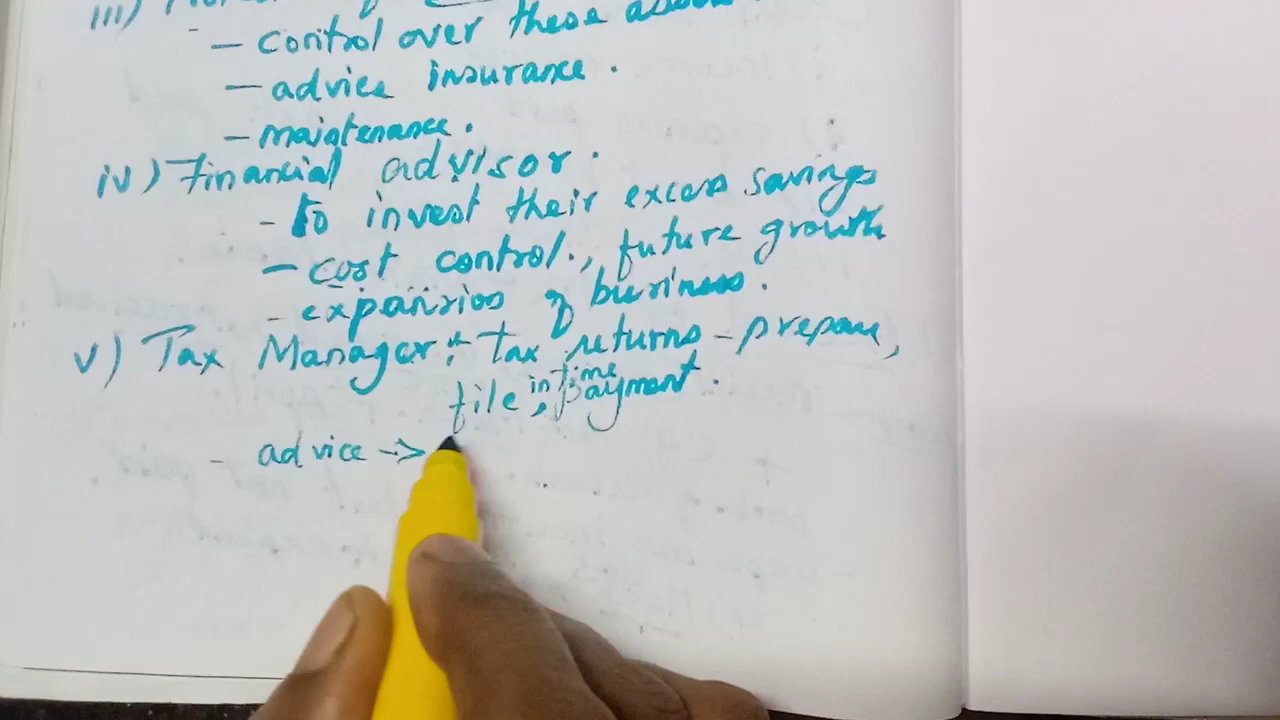 iii)
- control over these
- advice insurance.
- maintenance.
iv) Financial advisor.
- To invest their excess savings
- cost control., future growth
- expansion of business.
v) Tax Manager: tax returns - prepare,
file in time, payment.
- advice ->